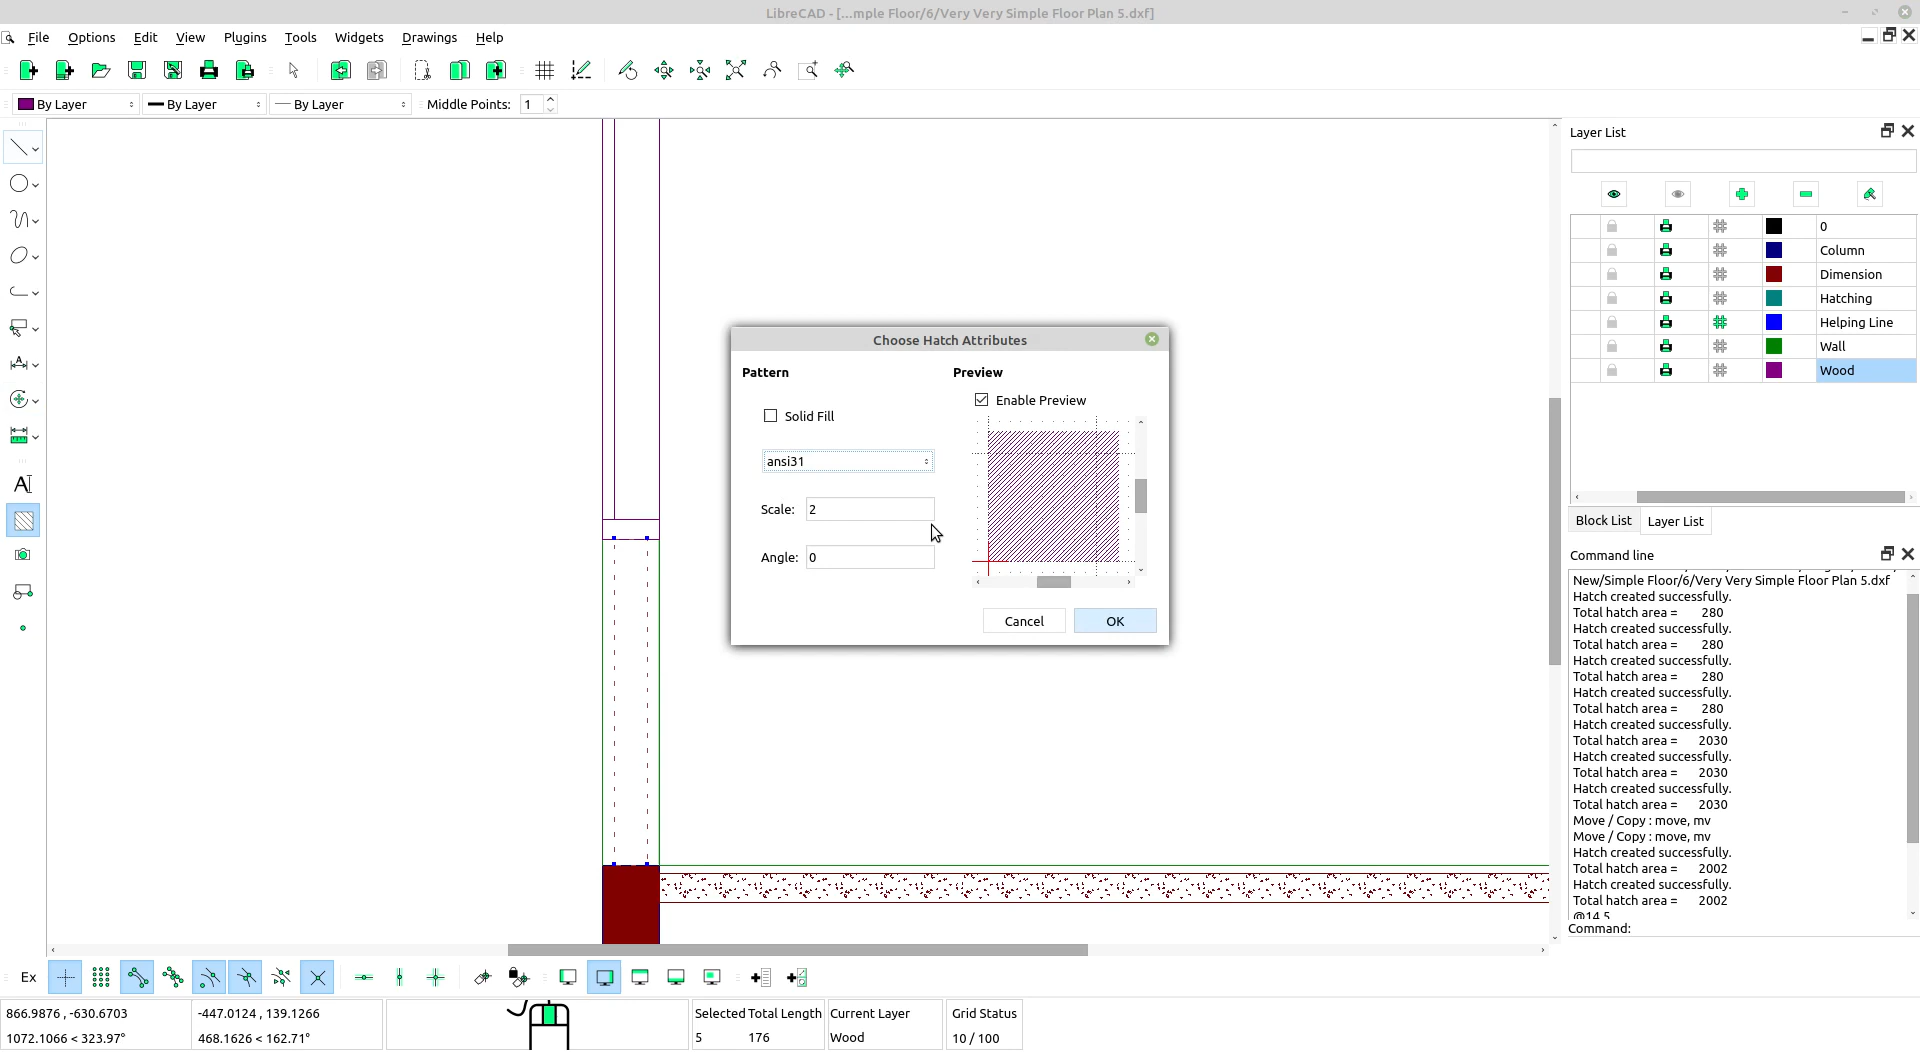 LibreCAD - [...mple Floor/6/Very Very Simple Floor Plan 5.dxf]
File Options Edit View Plugins Tools Widgets Drawings Help
By Layer By Layer By Layer Middle Points: 1
Layer List
0
Column
Dimension
Hatching
Helping Line
Wall
Wood
Block List Layer List
Choose Hatch Attributes
Pattern
Preview
Enable Preview
Solid Fill
ansi31
Scale: 2
Angle: 0
Cancel OK
Command line
New/Simple Floor/6/Very Very Simple Floor Plan 5.dxf
Hatch created successfully.
Total hatch area = 280
Hatch created successfully.
Total hatch area = 280
Hatch created successfully.
Total hatch area = 280
Hatch created successfully.
Total hatch area = 280
Hatch created successfully.
Total hatch area = 2030
Hatch created successfully.
Total hatch area = 2030
Hatch created successfully.
Total hatch area = 2030
Move / Copy : move, mv
Move / Copy : move, mv
Hatch created successfully.
Total hatch area = 2002
Hatch created successfully.
Total hatch area = 2002
@14.5
Command:
Ex
866.9876 , -630.6703
1072.1066 < 323.97°
-447.0124 , 139.1266
468.1626 < 162.71°
Selected Total Length
5 176
Current Layer
Wood
Grid Status
10 / 100